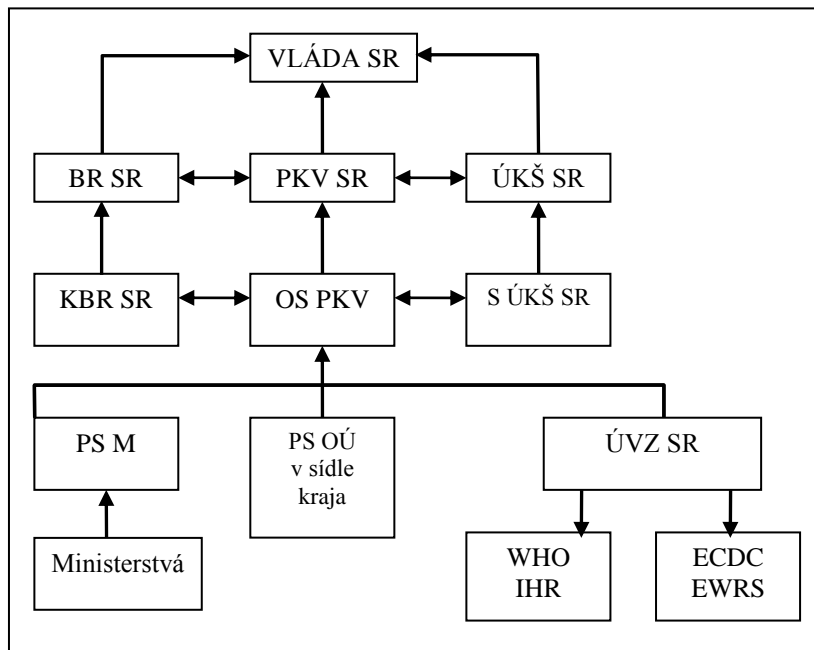 VLÁDA SR
BR SR
PKV SR
ÚKŠ SR
KBR SR
OS PKV
S ÚKŠ SR
PS M
PS OÚ
v sídle
kraja
ÚVZ SR
Ministerstvá
WHO
IHR
ECDC
EWRS